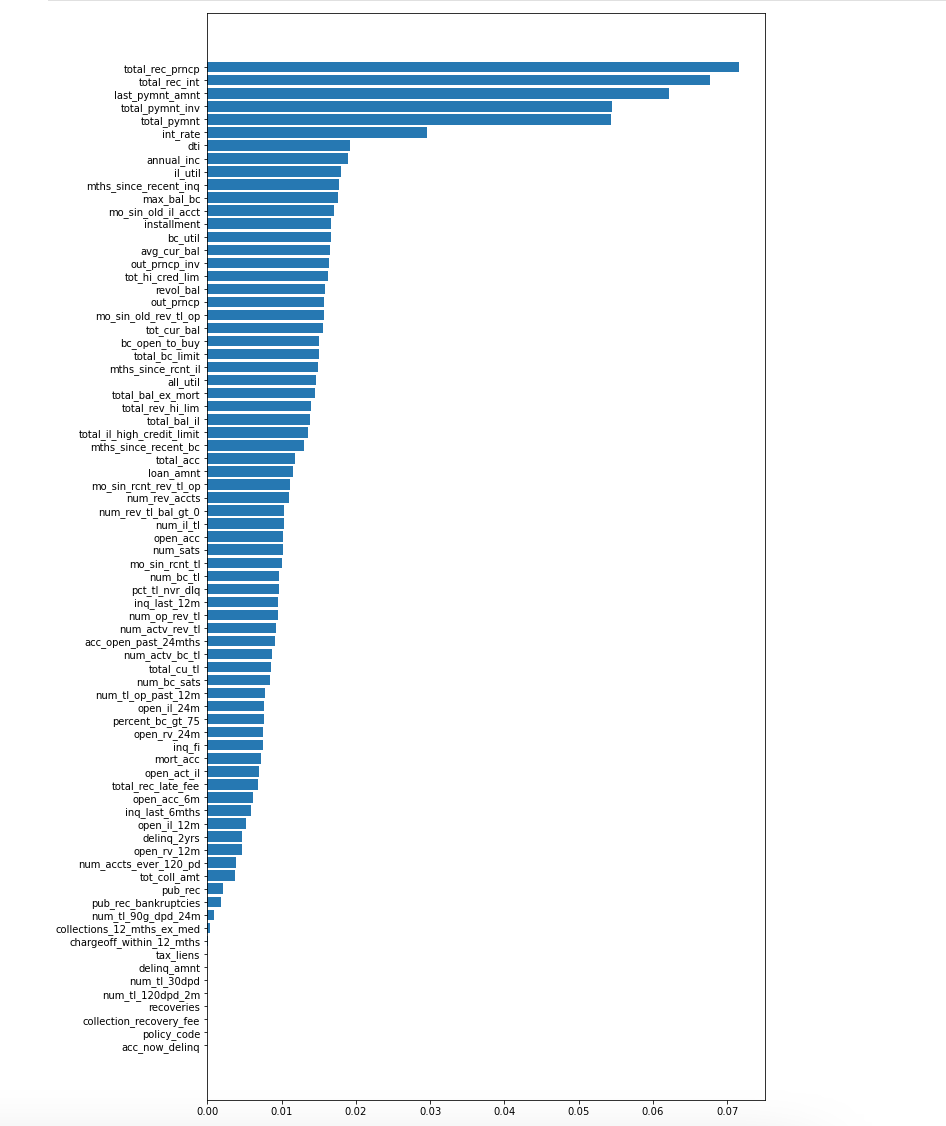 total_rec_prncp
total_rec_int
last_pymnt_amnt
total_pymnt_inv
total_pymnt
int_rate
dti
annual_inc
il_util
mths_since_recent_inq
max_bal_bc
mo_sin_old_il_acct
installment
bc_util
avg_cur_bal
out_prncp_inv
tot_hi_cred_lim
revol_bal
out_prncp
mo_sin_old_rev_tl_op
tot_cur_bal
bc_open_to_buy
total_bc_limit
mths_since_rcnt_il
all_util
total_bal_ex_mort
total_rev_hi_lim
total_bal_il
total_il_high_credit_limit
mths_since_recent_bc
total_acc
loan_amnt
mo_sin_rcnt_rev_tl_op
num_rev_accts
num_rev_tl_bal_gt_0
num_il_tl
open_acc
num_sats
mo_sin_rcnt_tl
num_bc_tl
pct_tl_nvr_dlq
inq_last_12m
num_op_rev_tl
num_actv_rev_tl
acc_open_past_24mths
num_actv_bc_tl
total_cu_tl
num_bc_sats
num_tl_op_past_12m
open_il_24m
percent_bc_gt_75
open_rv_24m
inq_fi
mort_acc
open_act_il
total_rec_late_fee
open_acc_6m
inq_last_6mths
open_il_12m
delinq_2yrs
open_rv_12m
num_accts_ever_120_pd
tot_coll_amt
pub_rec
pub_rec_bankruptcies
num_tl_90g_dpd_24m
collections_12_mths_ex_med
chargeoff_within_12_mths
tax_liens
delinq_amnt
num_tl_30dpd
num_tl_120dpd_2m
recoveries
collection_recovery_fee
policy_code
acc_now_delinq
0.00 0.01 0.02 0.03 0.04 0.05 0.06 0.07